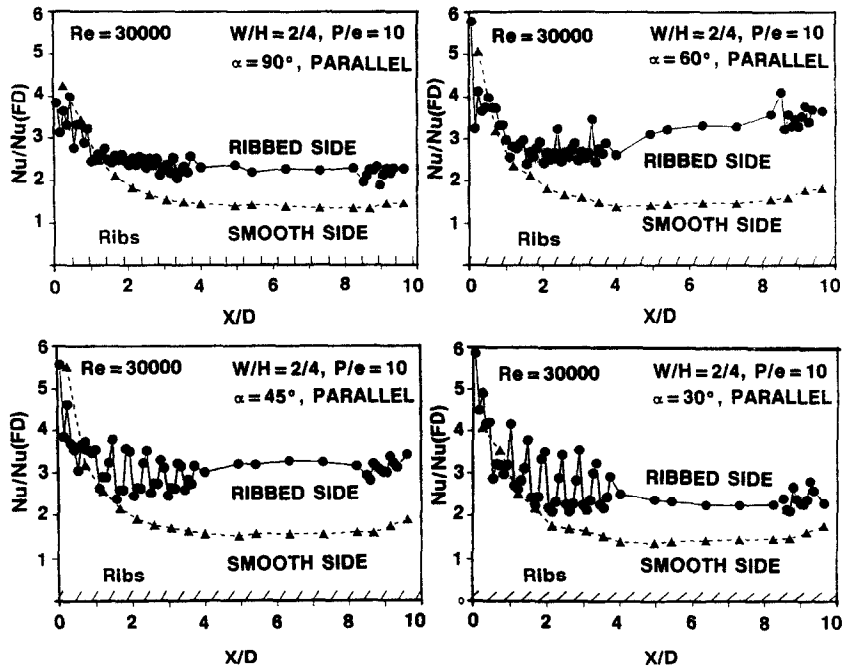 Re=30000
W/H=2/4, P/e=10
α=90°, PARALLEL
RIBBED SIDE
SMOOTH SIDE
Ribs
Nu/Nu(FD)
6
5
4
3
2
1
0 2 4 6 8 10
X/D
Re=30000
W/H=2/4, P/e=10
α=60°, PARALLEL
RIBBED SIDE
SMOOTH SIDE
Ribs
Nu/Nu(FD)
6
5
4
3
2
1
0
0 2 4 6 8 10
X/D
Re=30000
W/H=2/4, P/e=10
α=45°, PARALLEL
RIBBED SIDE
SMOOTH SIDE
Ribs
Nu/Nu(FD)
6
5
4
3
2
1
0 2 4 6 8 10
X/D
Re=30000
W/H=2/4, P/e=10
α=30°, PARALLEL
RIBBED SIDE
SMOOTH SIDE
Ribs
Nu/Nu(FD)
6
5
4
3
2
1
0
0 2 4 6 8 10
X/D